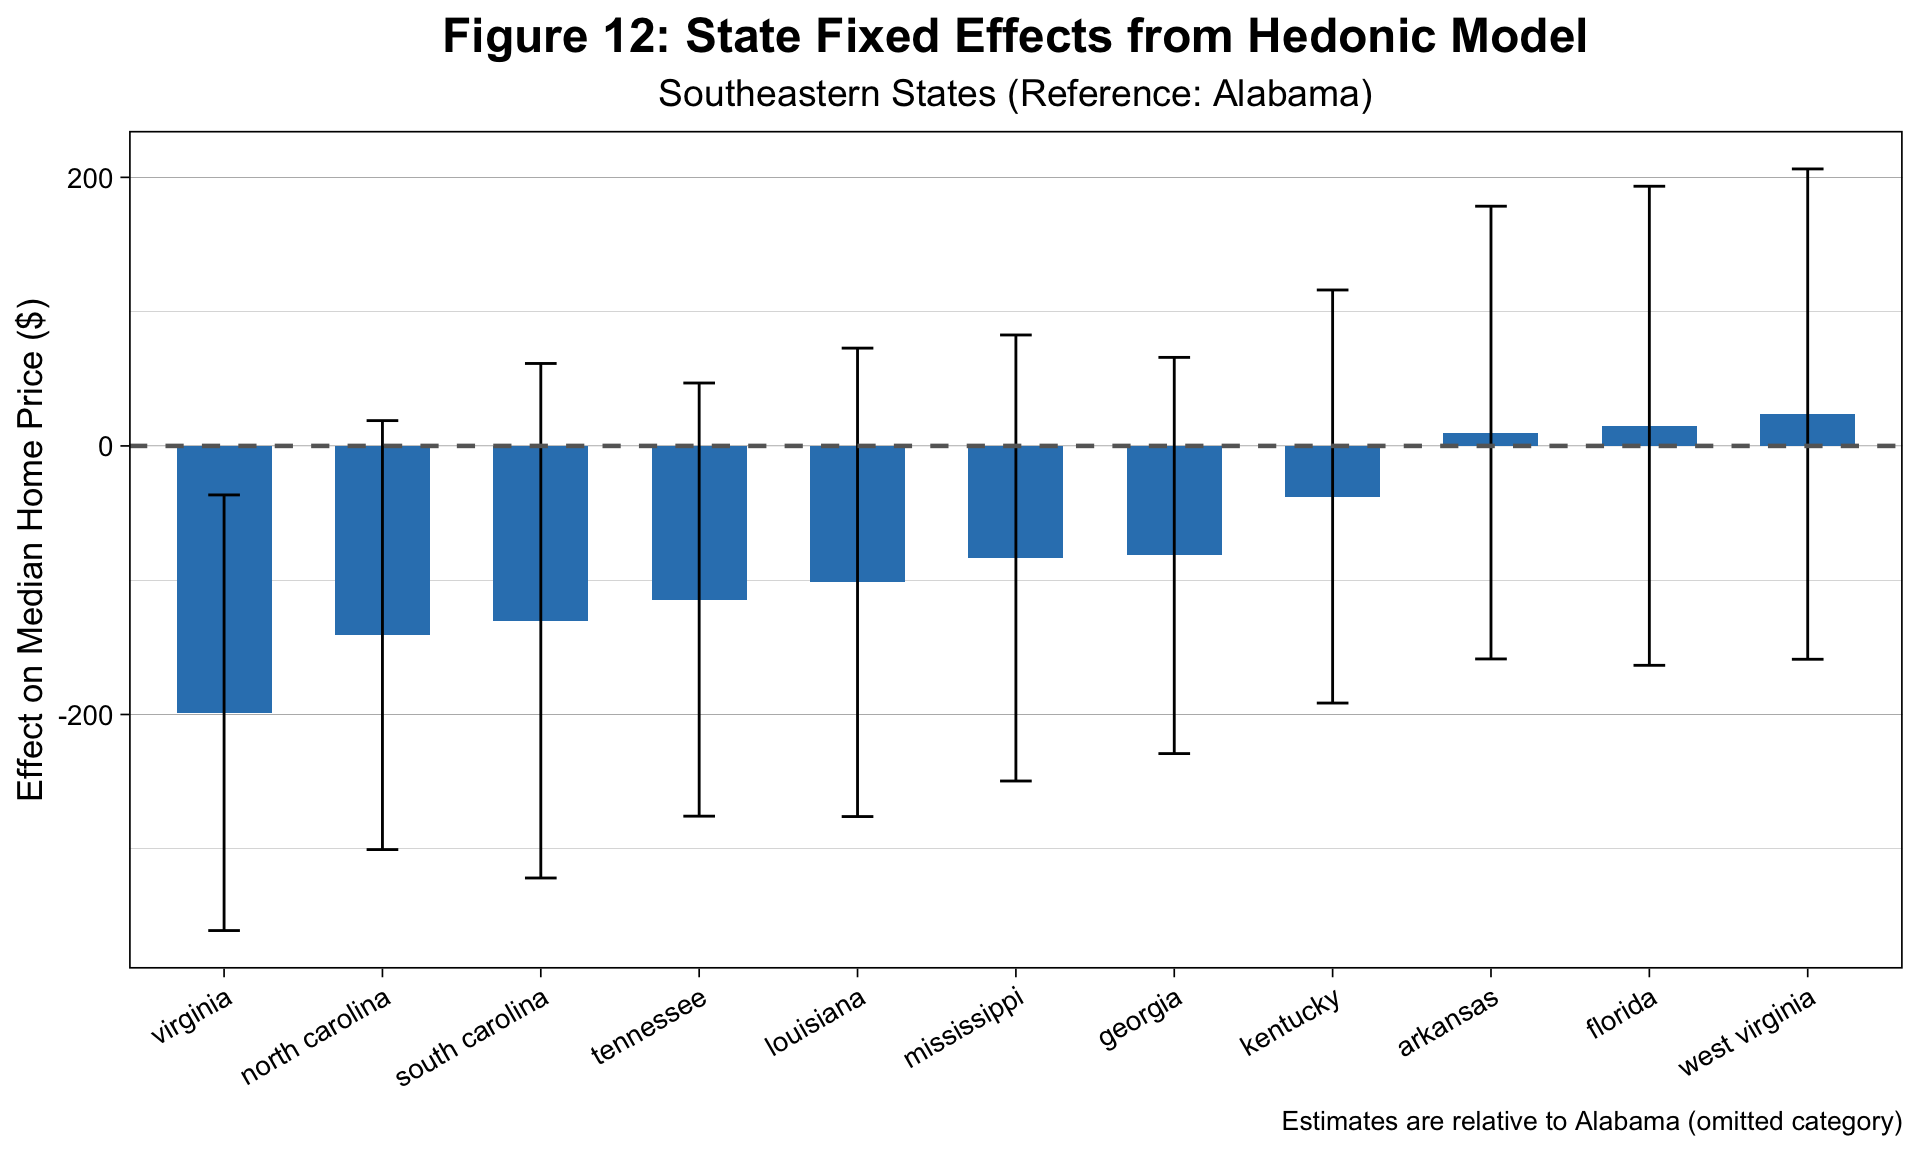 Figure 12: State Fixed Effects from Hedonic Model
Southeastern States (Reference: Alabama)
Effect on Median Home Price ($)
200
0
-200
virginia
north carolina
south carolina
tennessee
louisiana
mississippi
georgia
kentucky
arkansas
florida
west virginia
Estimates are relative to Alabama (omitted category)